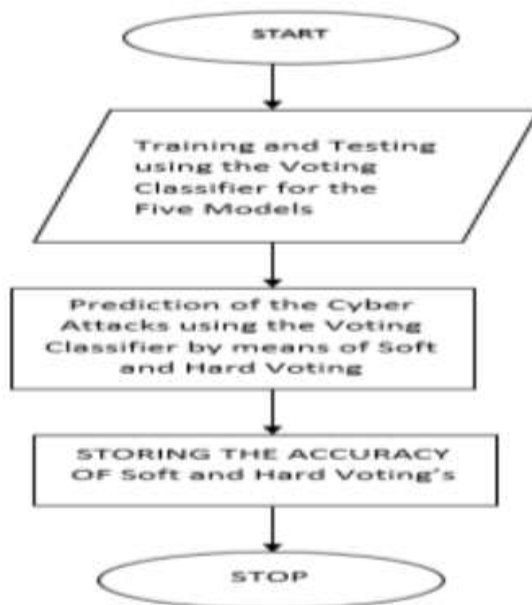 START
Training and Testing
using the Voting
Classifier for the
Five Models
Prediction of the Cyber
Attacks using the Voting
Classifier by means of Soft
and Hard Voting
STORING THE ACCURACY
OF Soft and Hard Voting's
STOP